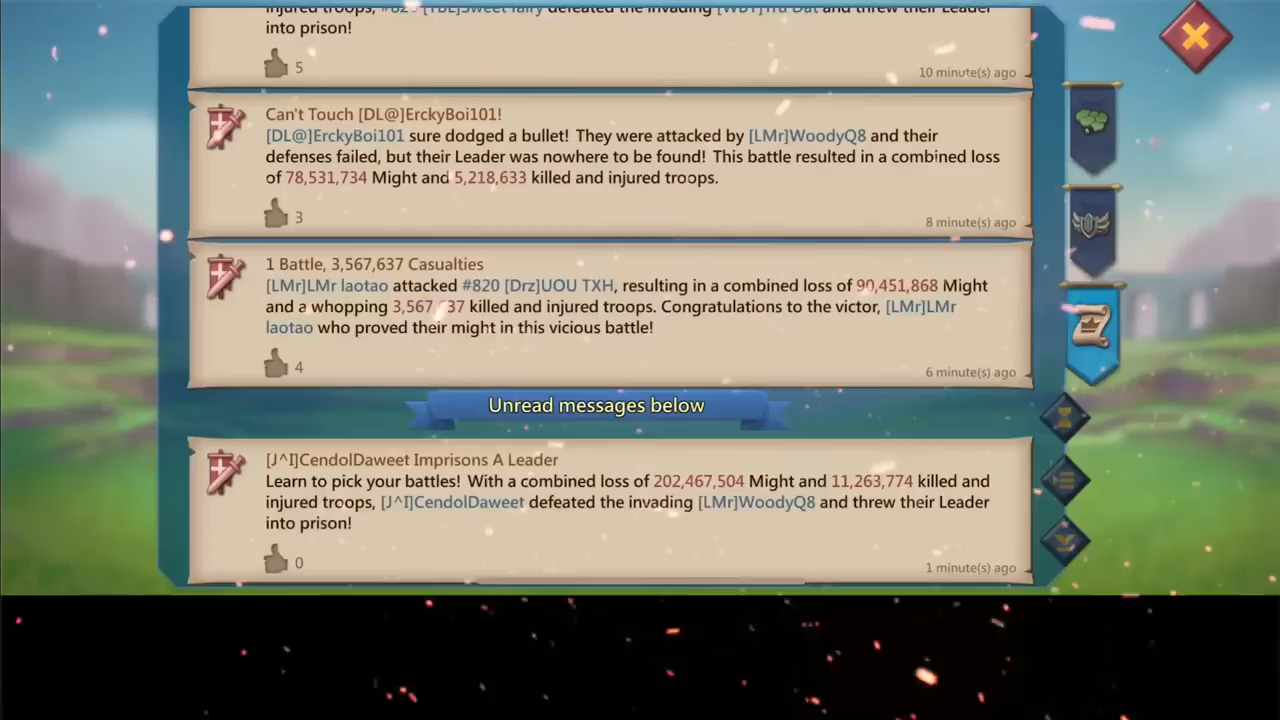 injured troops, #820 [TBL]Sweet fairy defeated the invading and threw their Leader
into prison!
5
10 minute(s) ago
Can't Touch [DL@]ErckyBoi101!
[DL@]ErckyBoi101 sure dodged a bullet! They were attacked by [LMr]WoodyQ8 and their
defenses failed, but their Leader was nowhere to be found! This battle resulted in a combined loss
of 78,531,734 Might and 5,218,633 killed and injured troops.
3
8 minute(s) ago
1 Battle, 3,567,637 Casualties
[LMr]LMr laotao attacked #820 [Drz]UOU TXH, resulting in a combined loss of 90,451,868 Might
and a whopping 3,567,637 killed and injured troops. Congratulations to the victor, [LMr]LMr
laotao who proved their might in this vicious battle!
4
6 minute(s) ago
Unread messages below
[J^I]CendolDaweet Imprisons A Leader
Learn to pick your battles! With a combined loss of 202,467,504 Might and 11,263,774 killed and
injured troops, [J^I]CendolDaweet defeated the invading [LMr]WoodyQ8 and threw their Leader
into prison!
0
1 minute(s) ago